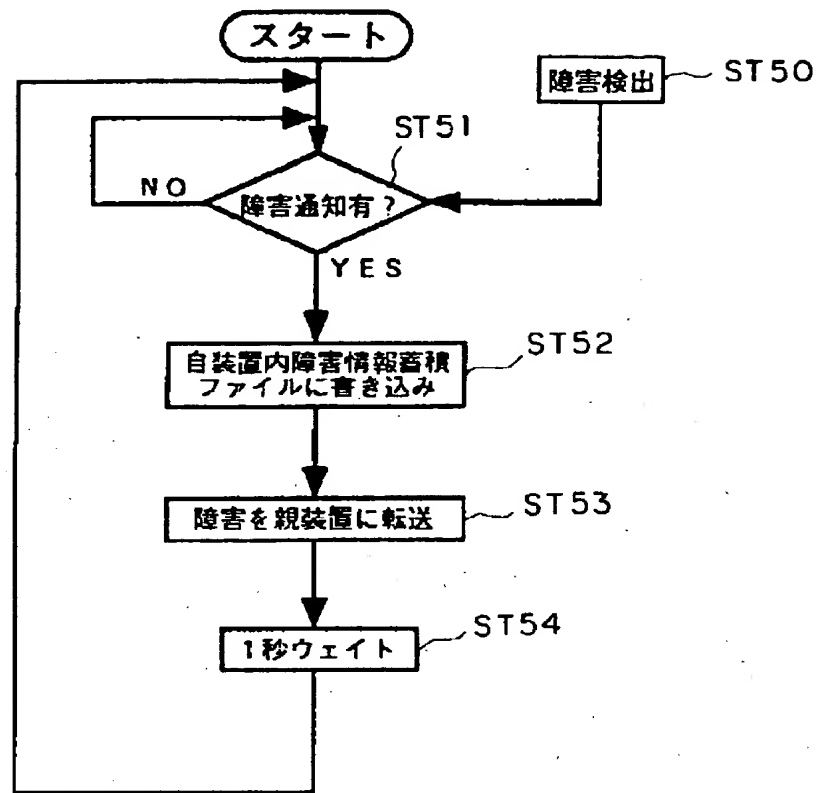 スタート
障害検出
ST50
ST51
障害通知有?
NO
YES
自装置内障害情報蓄積
ファイルに書き込み
ST52
障害を親装置に転送
ST53
1秒ウェイト
ST54